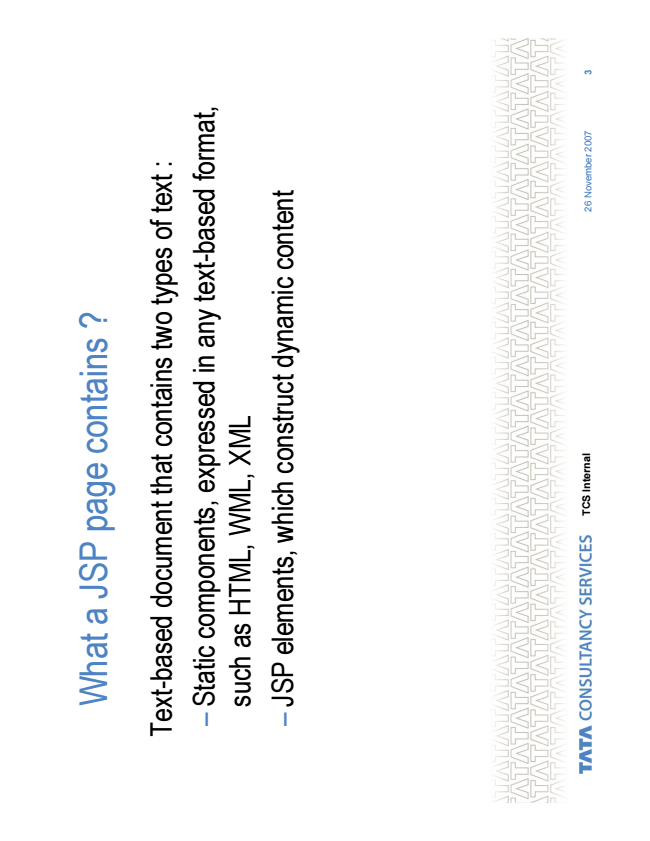 What a JSP page contains ?
Text-based document that contains two types of text :
– Static components, expressed in any text-based format,
such as HTML, WML, XML
– JSP elements, which construct dynamic content
TATA CONSULTANCY SERVICES TCS Internal 26 November 2007 3